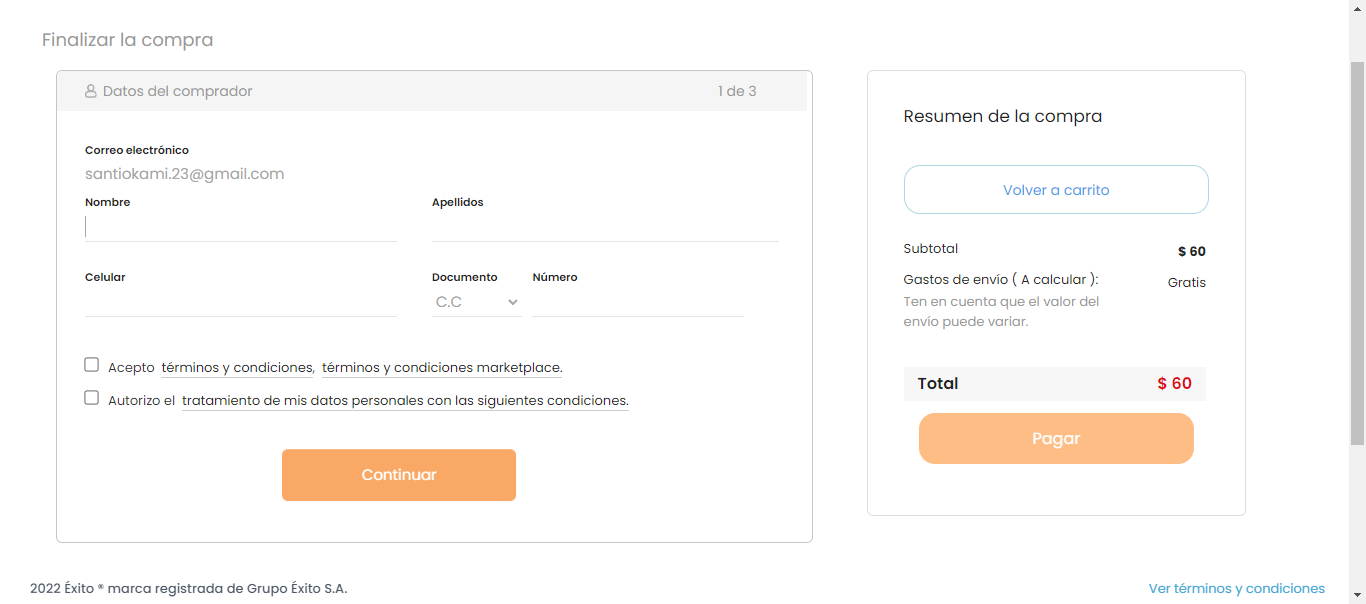 Finalizar la compra
Datos del comprador 1 de 3
Correo electrónico
santiokami.23@gmail.com
Nombre Apellidos
Celular Documento Número
C.C
Acepto términos y condiciones, términos y condiciones marketplace.
Autorizo el tratamiento de mis datos personales con las siguientes condiciones.
Continuar
Resumen de la compra
Volver a carrito
Subtotal $ 60
Gastos de envío ( A calcular ): Gratis
Ten en cuenta que el valor del
envío puede variar.
Total $ 60
Pagar
2022 Éxito ® marca registrada de Grupo Éxito S.A. Ver términos y condiciones